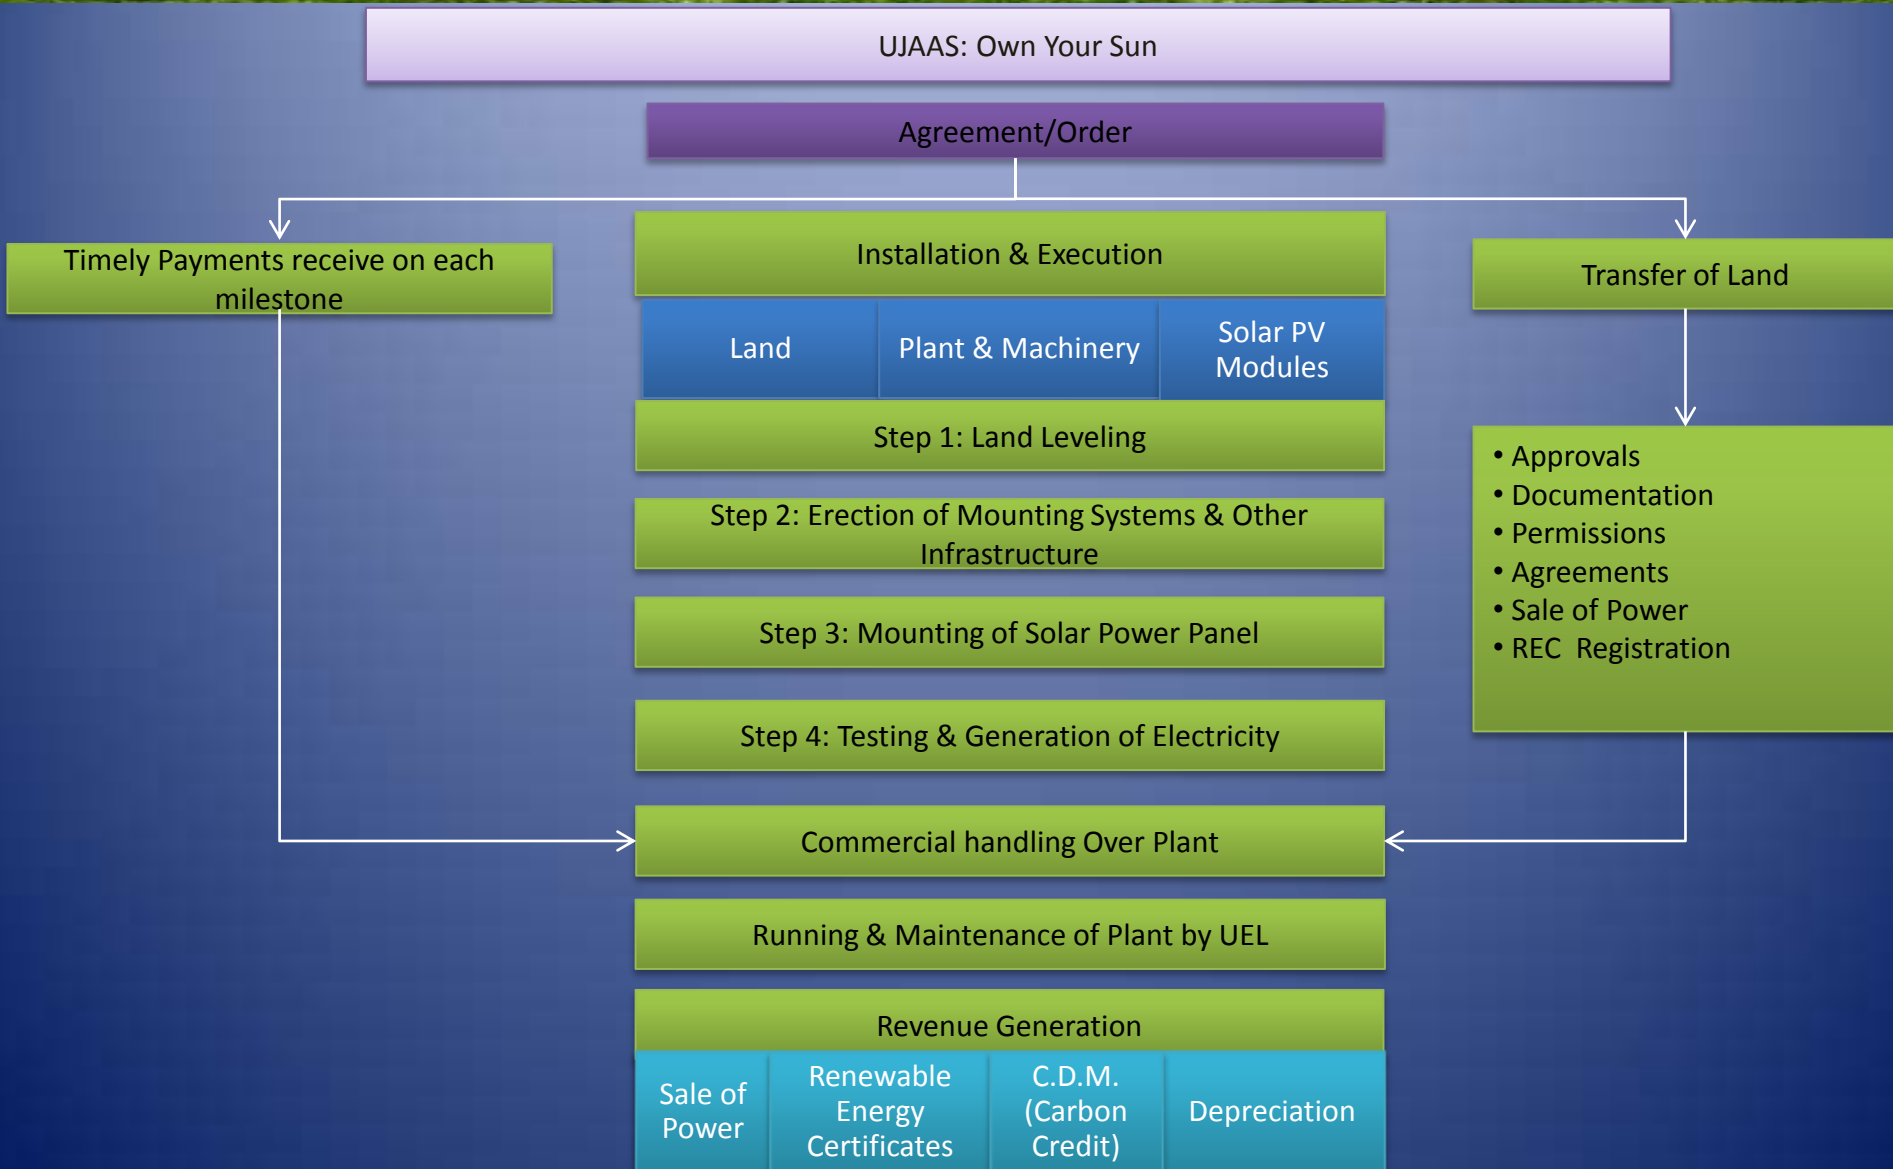 UJAAS: Own Your Sun
Agreement/Order
Timely Payments receive on each
milestone
Installation & Execution
Transfer of Land
Land
Plant & Machinery
Solar PV
Modules
Step 1: Land Leveling
Step 2: Erection of Mounting Systems & Other
Infrastructure
Step 3: Mounting of Solar Power Panel
Step 4: Testing & Generation of Electricity
• Approvals
• Documentation
• Permissions
• Agreements
• Sale of Power
• REC  Registration
Commercial handling Over Plant
Running & Maintenance of Plant by UEL
Revenue Generation
Sale of
Power
Renewable
Energy
Certificates
C.D.M.
(Carbon
Credit)
Depreciation